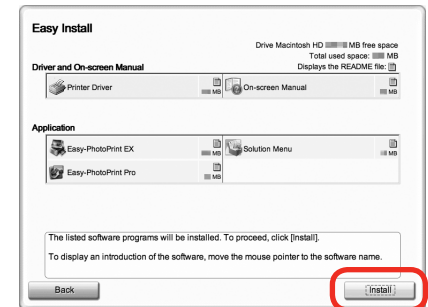 Easy Install
Drive Macintosh HD MB free space
Total used space: MB
Driver and On-screen Manual Displays the README file:
Printer Driver MB On-screen Manual MB
Application
Easy-PhotoPrint EX MB Solution Menu MB
Easy-PhotoPrint Pro MB
The listed software programs will be installed. To proceed, click [Install].
To display an introduction of the software, move the mouse pointer to the software name.
Back Install